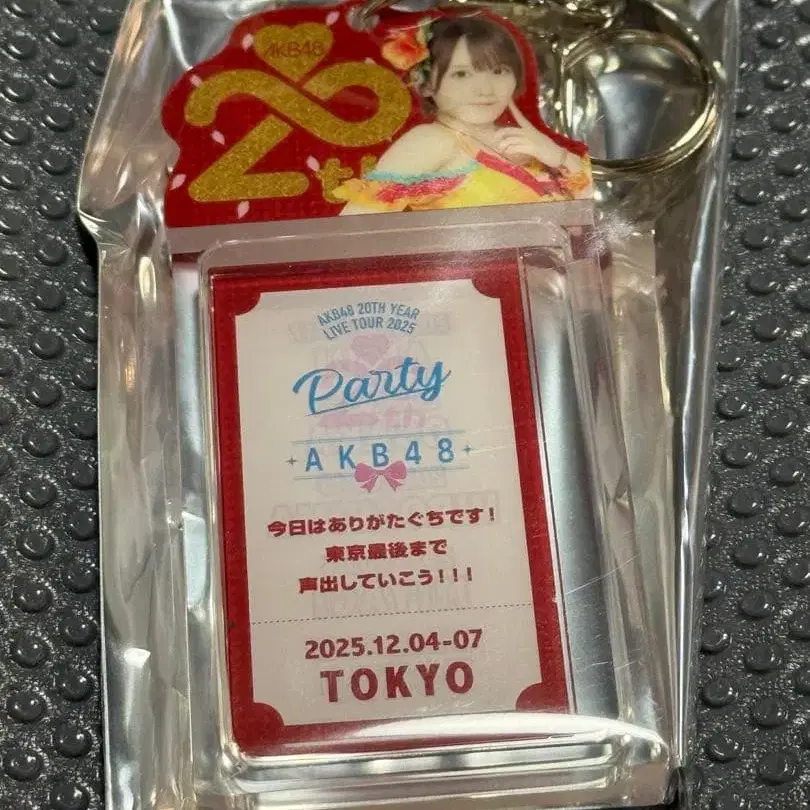 AKB48
20th
AKB48 20TH YEAR
LIVE TOUR 2025
Party
AKB48
今日はありがたぐちです！
東京最後まで
声出していこう！！！
2025.12.04-07
TOKYO